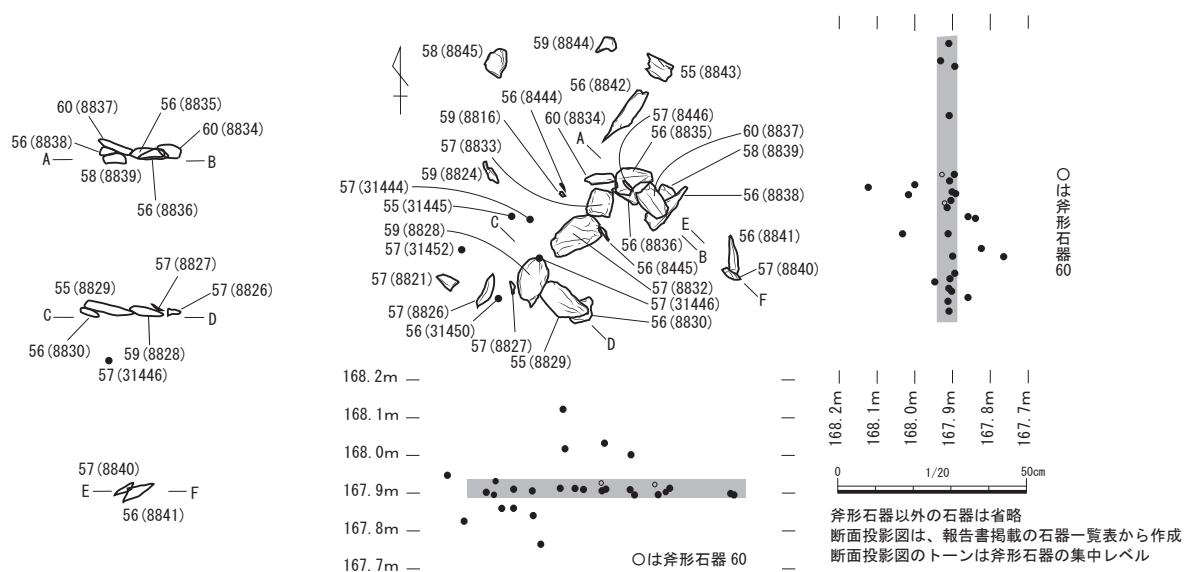 60(8837)
56(8835)
56(8838)
60(8834)
A
B
58(8839)
56(8836)
57(8827)
55(8829)
57(8826)
C
D
56(8830)
59(8828)
57(31446)
57(8840)
E
F
56(8841)
58(8845)
59(8844)
55(8843)
56(8842)
56(8444)
60(8834)
57(8446)
59(8816)
A
56(8835)
60(8837)
57(8833)
58(8839)
59(8824)
57(31444)
56(8838)
55(31445)
C
E
59(8828)
56(8836)
B
56(8841)
57(31452)
56(8445)
57(8840)
57(8821)
57(8832)
F
57(8826)
57(31446)
56(31450)
56(8830)
57(8827)
D
55(8829)
168.2m
168.1m
168.0m
167.9m
167.8m
167.7m
○は斧形石器 60
○は斧形石器 60
168.2m
168.1m
168.0m
167.9m
167.8m
167.7m
0 1/20 50cm
斧形石器以外の石器は省略
断面投影図は、報告書掲載の石器一覧表から作成
断面投影図のトーンは斧形石器の集中レベル